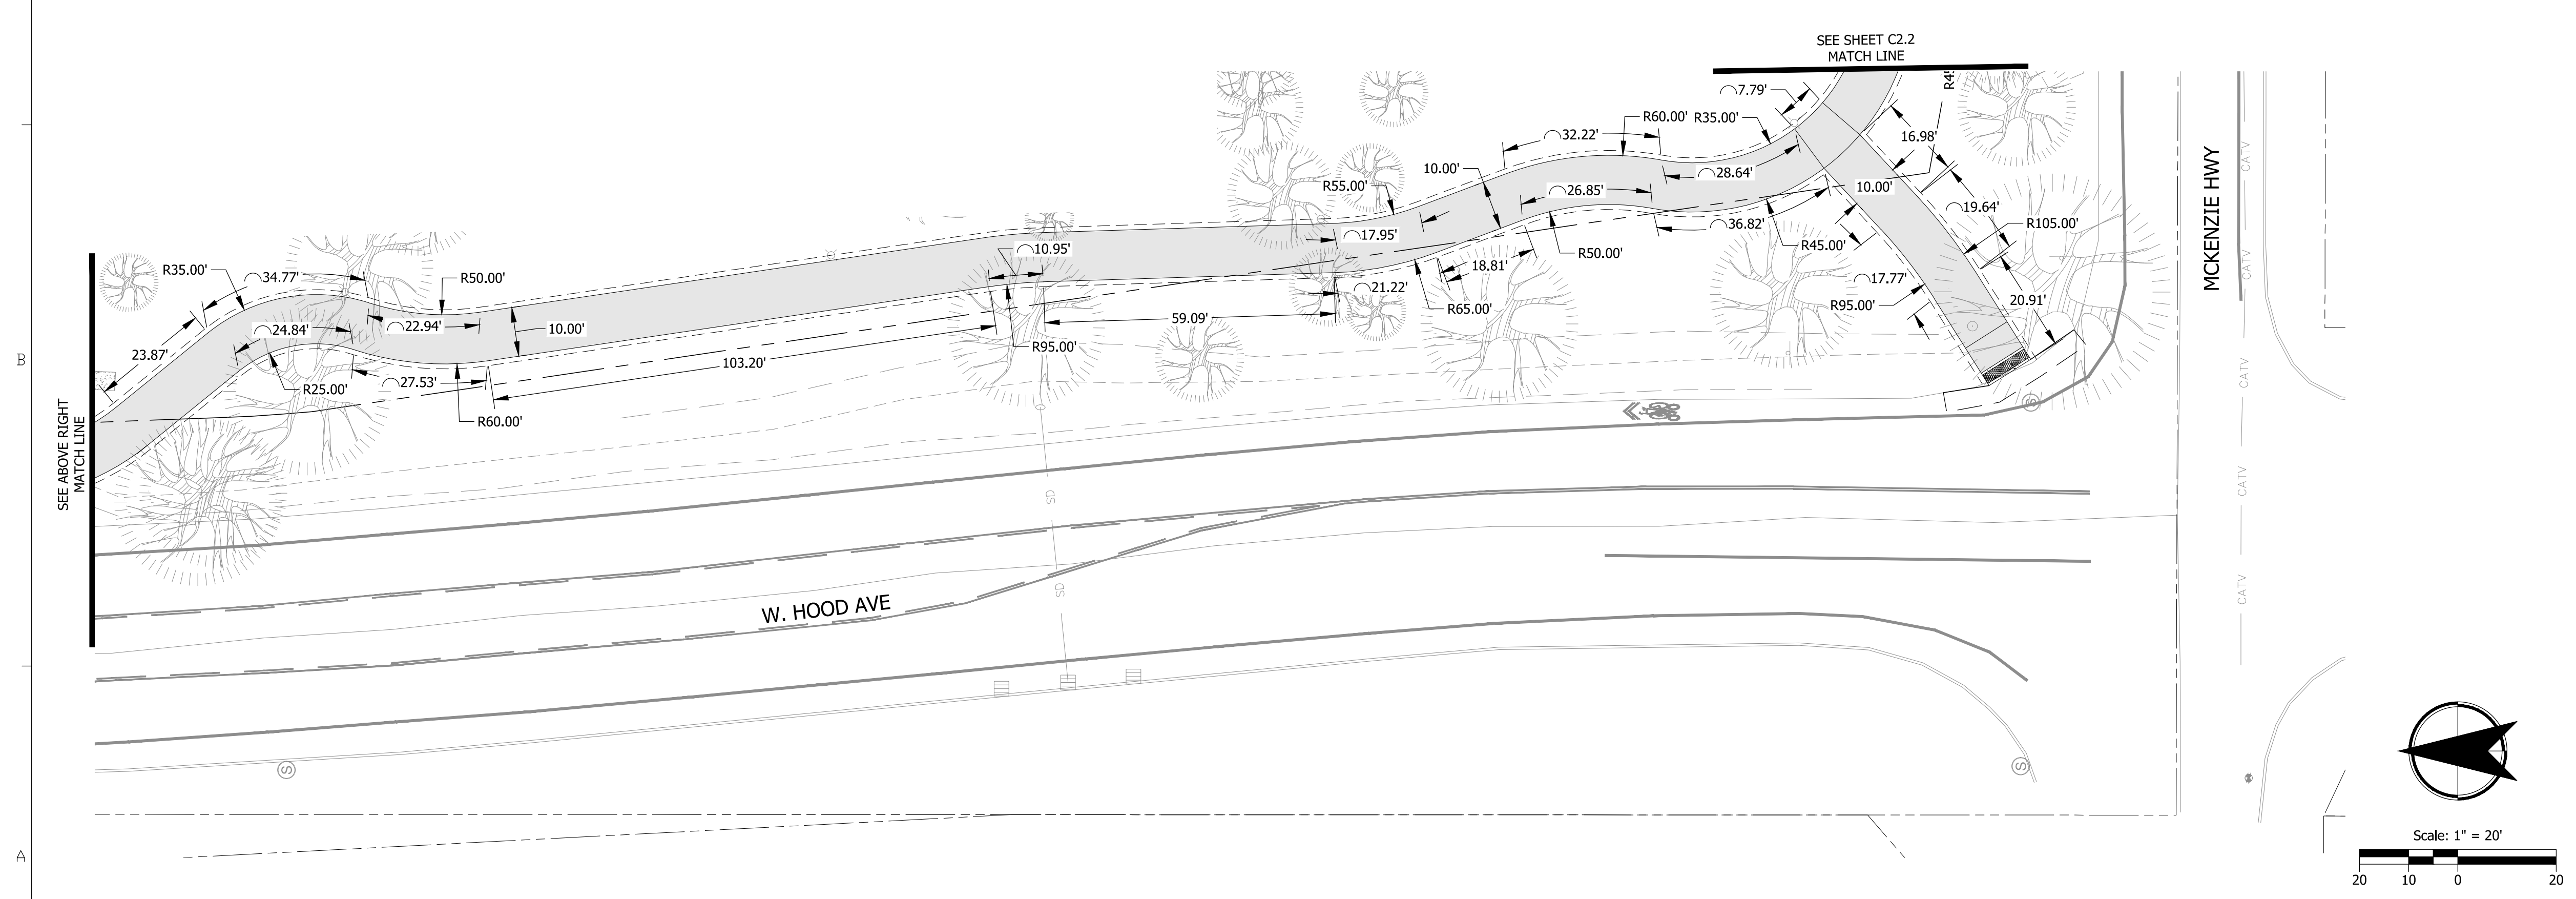 SEE SHEET C2.2
MATCH LINE
7.79'
R45
R60.00' R35.00'
32.22'
16.98'
10.00'
28.64'
R55.00'
26.85'
10.00'
19.64'
17.95'
36.82'
R105.00'
R45.00'
R50.00'
10.95'
18.81'
17.77'
R35.00'
34.77'
R50.00'
21.22'
20.91'
R95.00'
R65.00'
59.09'
24.84'
22.94'
10.00'
23.87'
R95.00'
103.20'
R25.00'
27.53'
R60.00'
SEE ABOVE RIGHT
MATCH LINE
MCKENZIE HWY
CATV
CATV
CATV
CATV
CATV
B
S
SD
SD
W. HOOD AVE
S
S
A
Scale: 1" = 20'
20 10 0 20